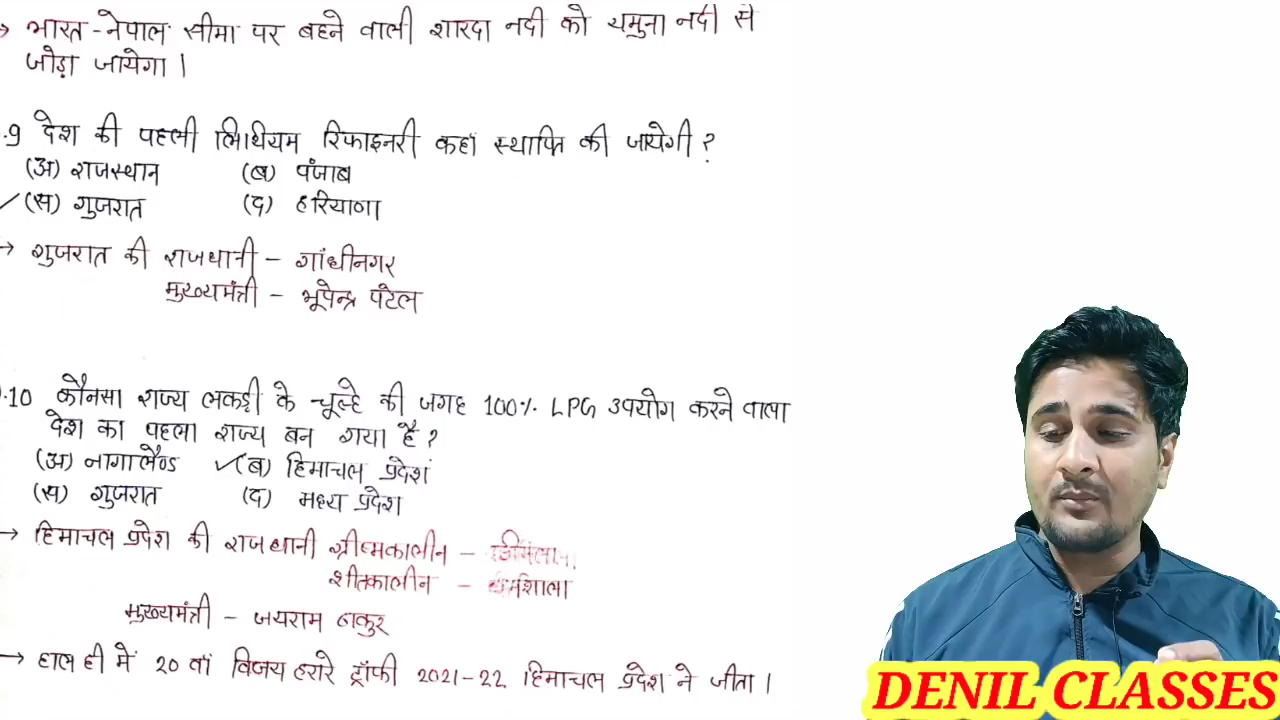 → भारत-नेपाल सीमा पर बहने वाली शारदा नदी को यमुना नदी से
जोड़ा जायेगा।
.9 देश की पहली लिथियम रिफाइनरी कहाँ स्थापित की जायेगी?
(अ) राजस्थान (ब) पंजाब
✓(स) गुजरात (द) हरियाणा
→ गुजरात की राजधानी - गांधीनगर
मुख्यमंत्री - भूपेन्द्र पटेल
.10 कौनसा राज्य लकड़ी के चूल्हे की जगह 100% LPG उपयोग करने वाला
देश का पहला राज्य बन गया है?
(अ) नागालैण्ड ✓(ब) हिमाचल प्रदेश
(स) गुजरात (द) मध्य प्रदेश
→ हिमाचल प्रदेश की राजधानी ग्रीष्मकालीन -
शीतकालीन - धर्मशाला
मुख्यमंत्री - जयराम ठाकुर
→ हाल ही में 20 वां विजय हजारे ट्रॉफी 2021-22 हिमाचल प्रदेश ने जीता।
DENIL CLASSES